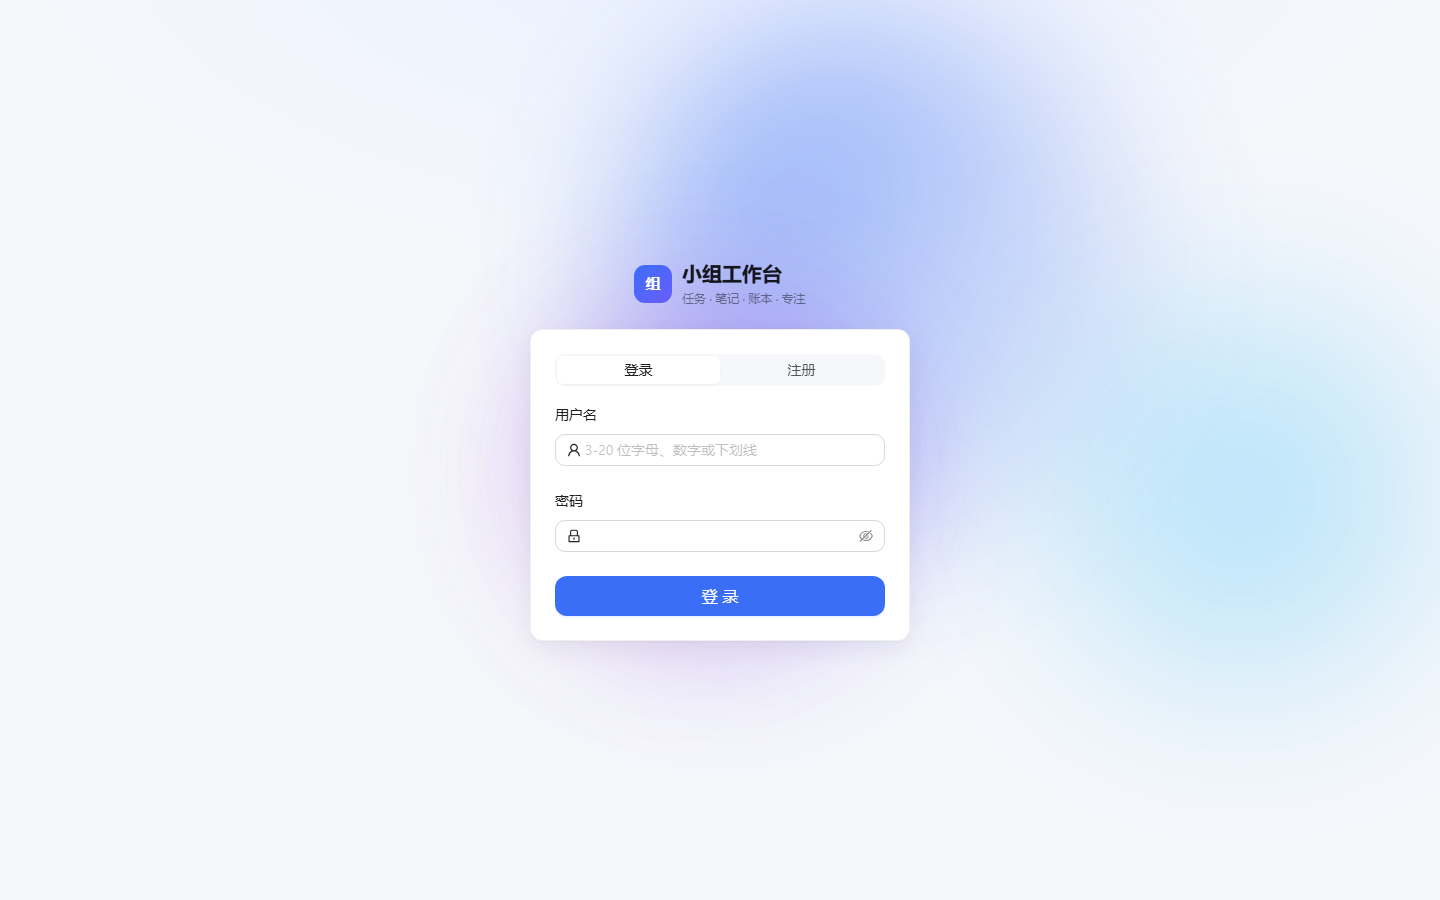 组
小组工作台
任务 · 笔记 · 账本 · 专注
登录
注册
用户名
3-20 位字母、数字或下划线
密码
登 录